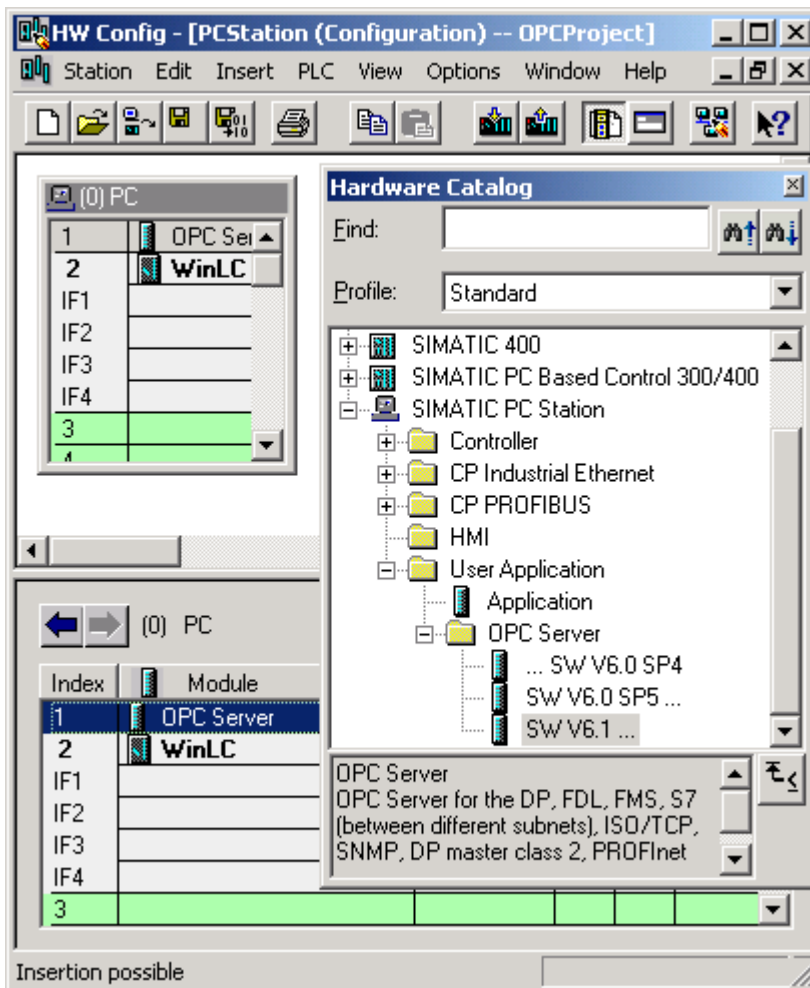 HW Config - [PCStation (Configuration) -- OPCProject]
Station Edit Insert PLC View Options Window Help
(0) PC
1 OPC Ser
2 WinLC
IF1
IF2
IF3
IF4
3
4
Hardware Catalog
Find:
Profile: Standard
SIMATIC 400
SIMATIC PC Based Control 300/400
SIMATIC PC Station
Controller
CP Industrial Ethernet
CP PROFIBUS
HMI
User Application
Application
OPC Server
... SW V6.0 SP4
SW V6.0 SP5 ...
SW V6.1 ...
OPC Server
OPC Server for the DP, FDL, FMS, S7
(between different subnets), ISO/TCP,
SNMP, DP master class 2, PROFInet
(0) PC
Index Module
1 OPC Server
2 WinLC
IF1
IF2
IF3
IF4
3
Insertion possible